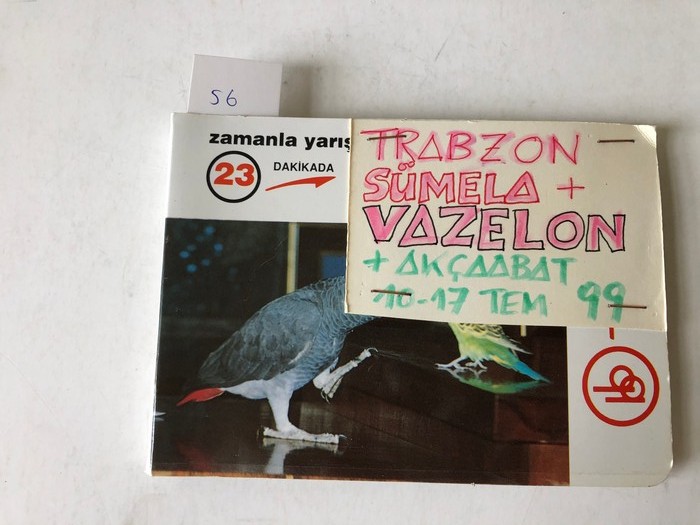 56
zamanla yarış
23 DAKİKADA
TRABZON
SÜMELA +
VAZELON
+ AKÇAABAT
10-17 TEM 99